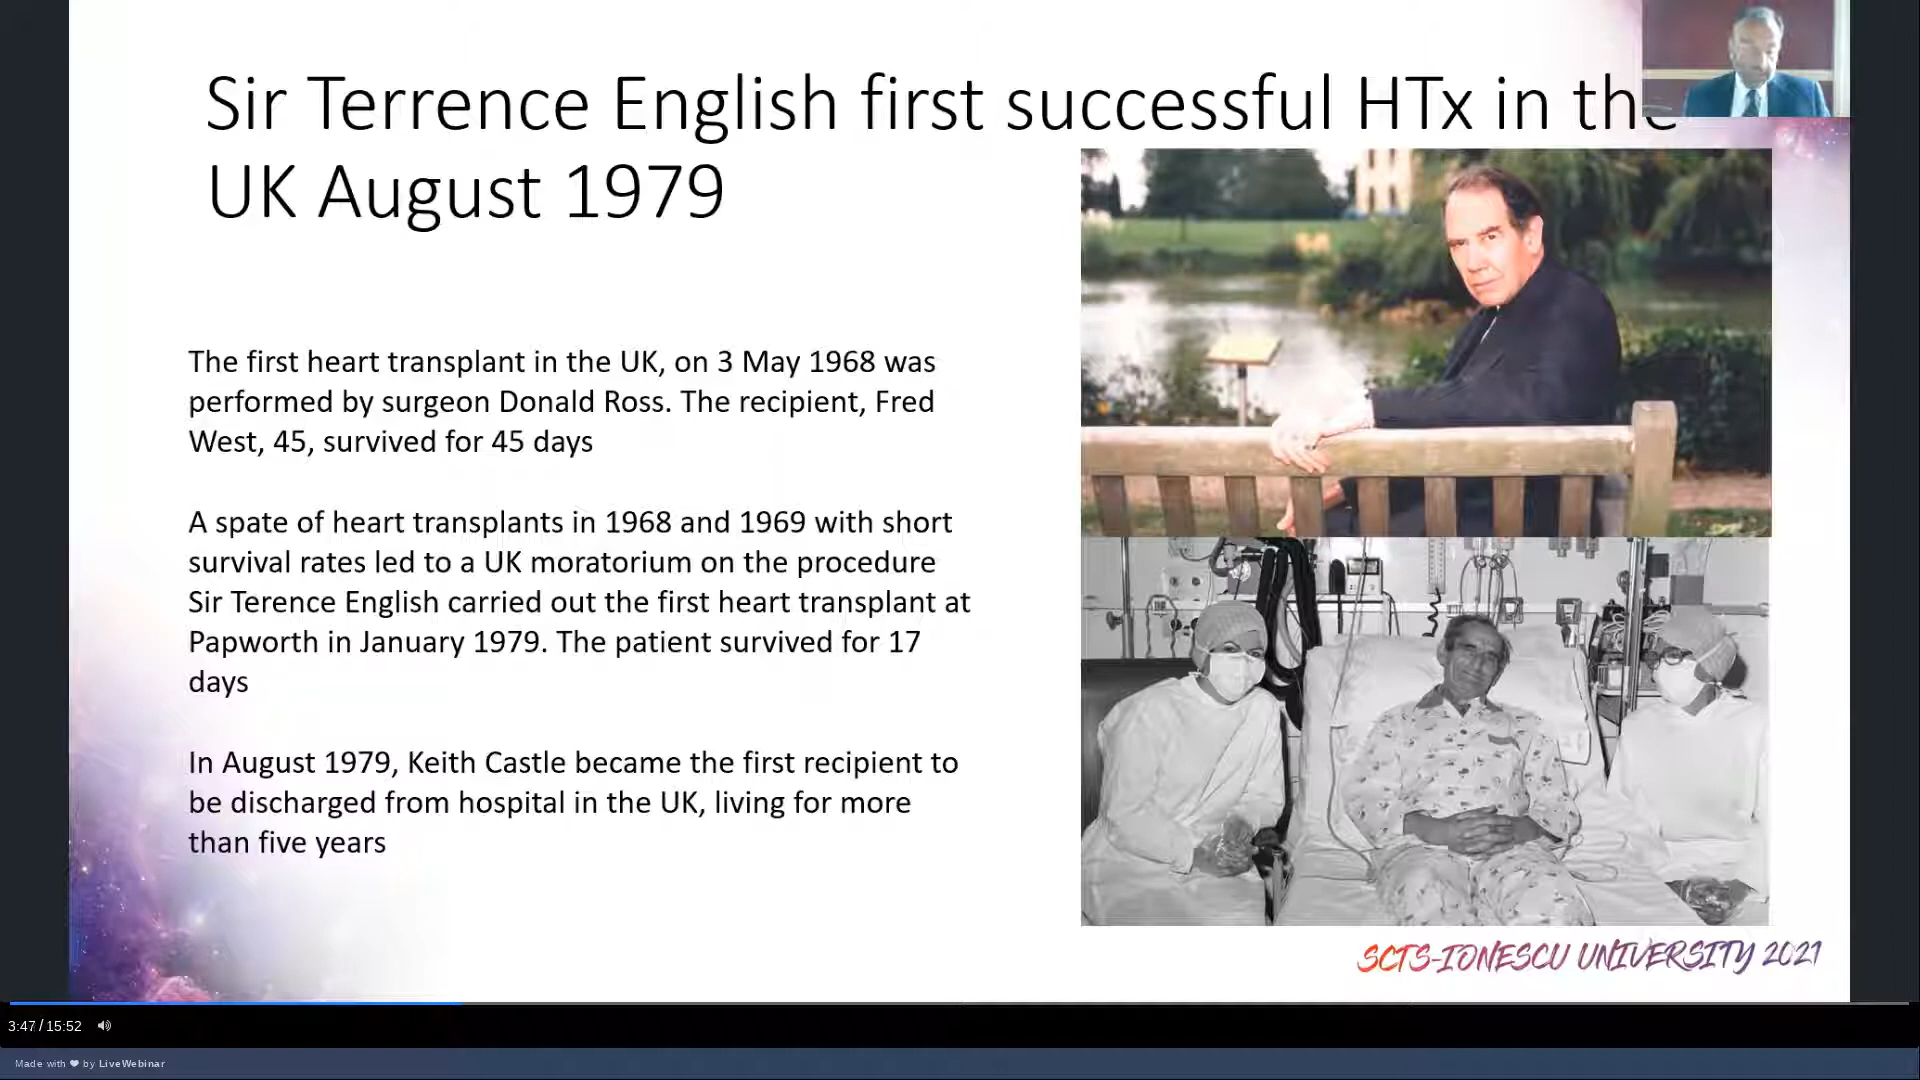 Sir Terrence English first successful HTx in the
UK August 1979
The first heart transplant in the UK, on 3 May 1968 was
performed by surgeon Donald Ross. The recipient, Fred
West, 45, survived for 45 days
A spate of heart transplants in 1968 and 1969 with short
survival rates led to a UK moratorium on the procedure
Sir Terence English carried out the first heart transplant at
Papworth in January 1979. The patient survived for 17
days
In August 1979, Keith Castle became the first recipient to
be discharged from hospital in the UK, living for more
than five years
SCTS-IONESCU UNIVERSITY 2021
3:47 / 15:52
Made with ❤ by LiveWebinar